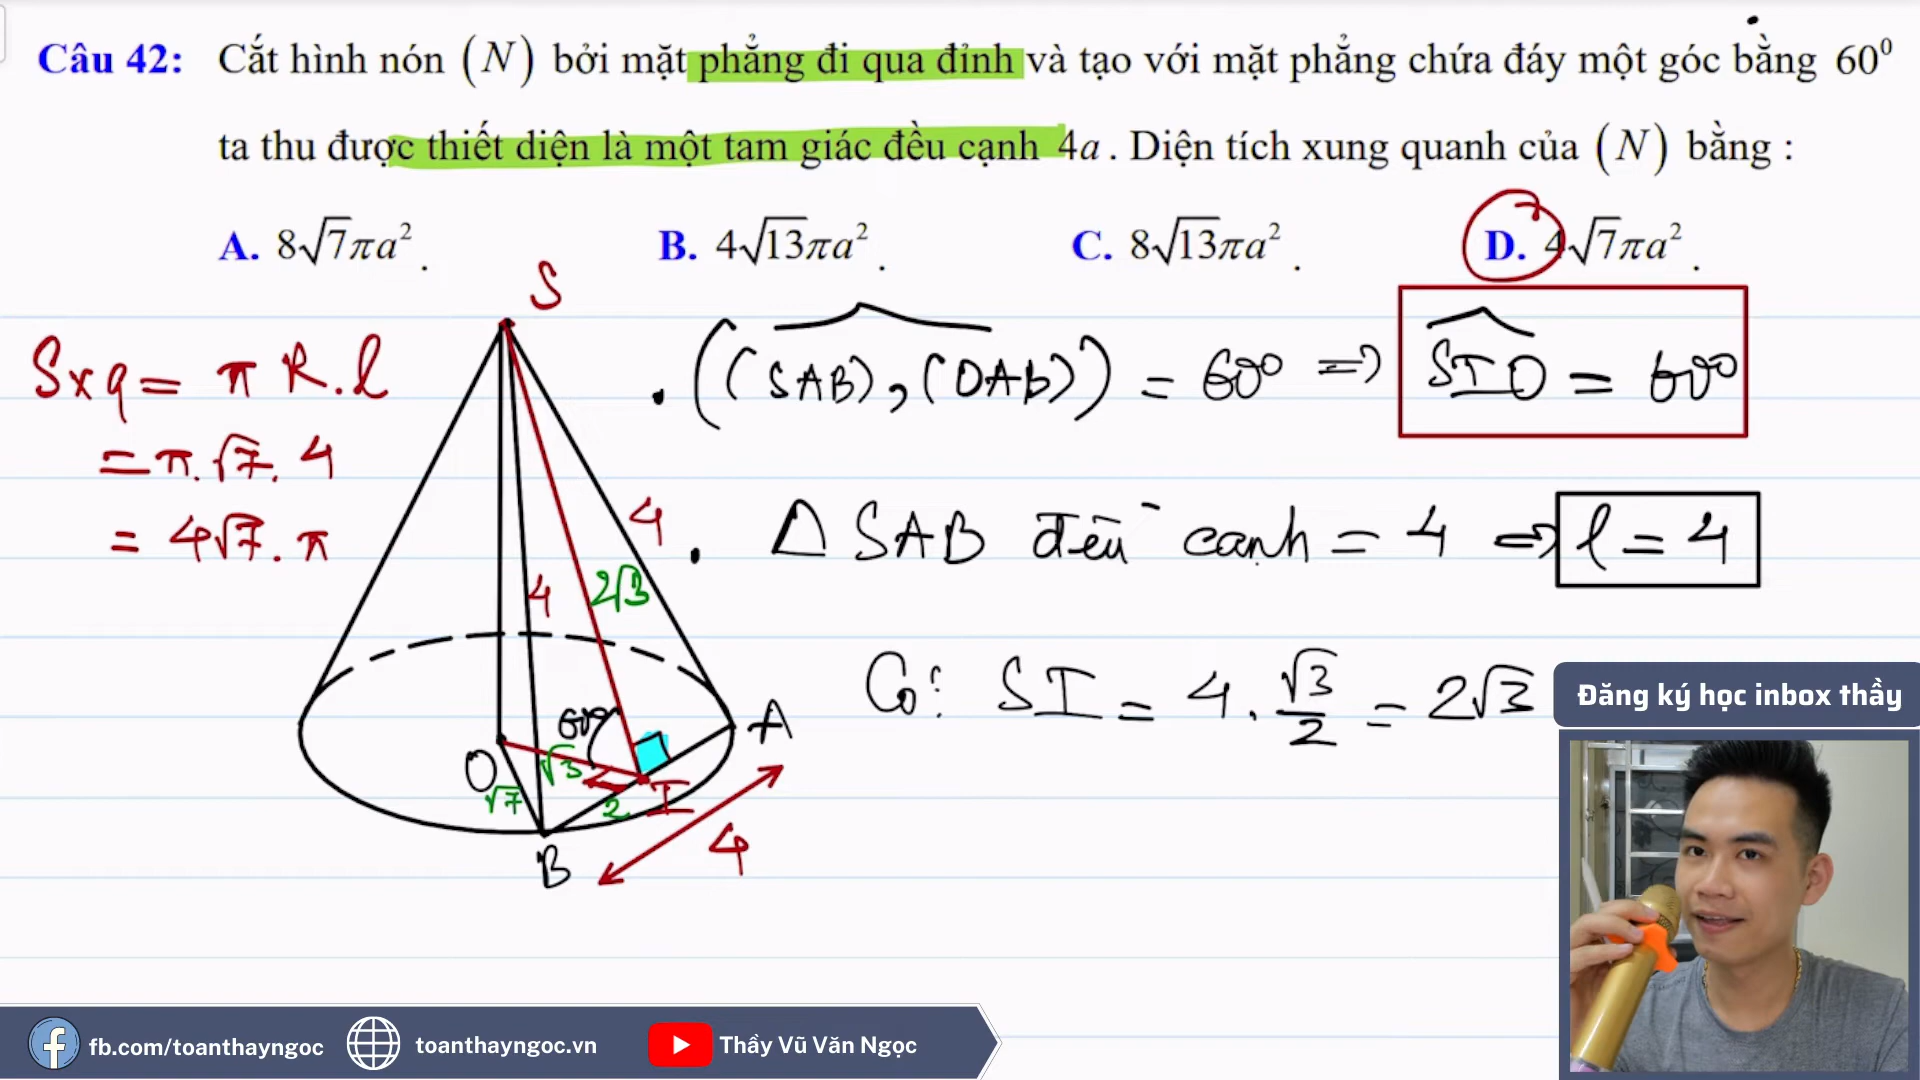 Câu 42: Cắt hình nón (N) bởi mặt phẳng đi qua đỉnh và tạo với mặt phẳng chứa đáy một góc bằng 60⁰
ta thu được thiết diện là một tam giác đều cạnh 4a. Diện tích xung quanh của (N) bằng :
A. 8√7πa². B. 4√13πa². C. 8√13πa². D. 4√7πa².
S
Sxq = π R.l
= π.√7. 4
= 4√7. π
. ((SAB), (OAB)) = 60⁰ => SIO = 60⁰
4
. Δ SAB đều cạnh = 4 => l = 4
4
2√3
Có: SI = 4. √3/2 = 2√3
60⁰
A
O
√3
√7
2
I
4
B
Đăng ký học inbox thầy
fb.com/toanthayngoc
toanthayngoc.vn
Thầy Vũ Văn Ngọc